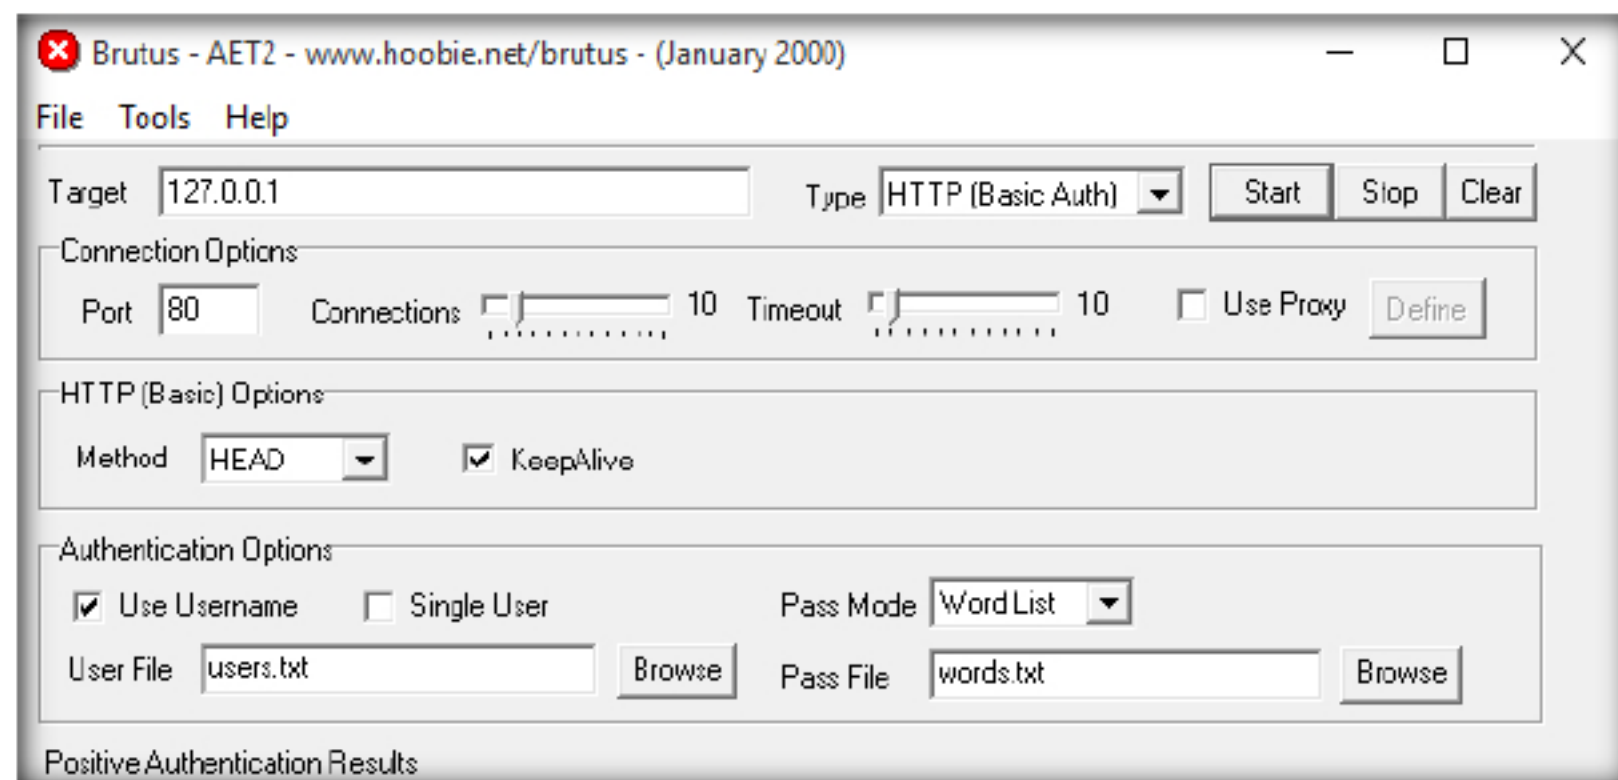 Brutus - AET2 - www.hoobie.net/brutus - (January 2000)
File Tools Help
Target 127.0.0.1 Type HTTP (Basic Auth) Start Stop Clear
Connection Options
Port 80 Connections 10 Timeout 10 Use Proxy Define
HTTP (Basic) Options
Method HEAD KeepAlive
Authentication Options
Use Username Single User Pass Mode Word List
User File users.txt Browse Pass File words.txt Browse
Positive Authentication Results